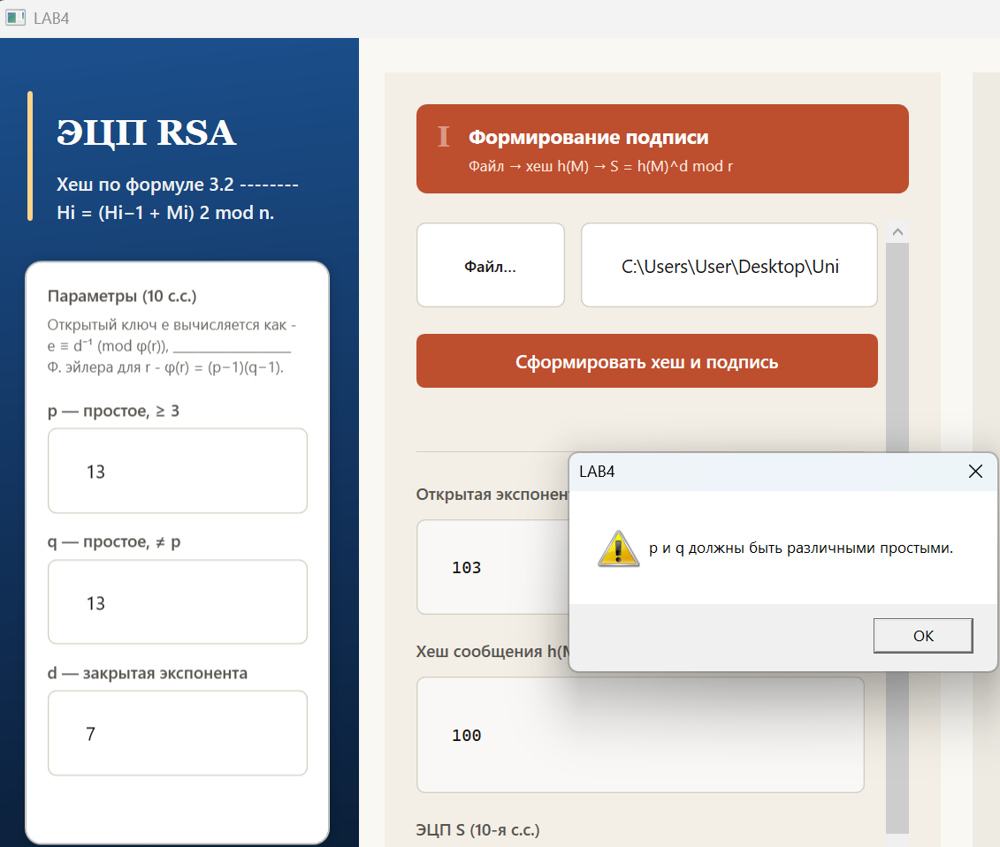 LAB4
ЭЦП RSA
Хеш по формуле 3.2 --------
Hi = (Hi−1 + Mi) 2 mod n.
Параметры (10 с.с.)
Открытый ключ e вычисляется как -
e ≡ d⁻¹ (mod φ(r)), ________________
Ф. эйлера для r - φ(r) = (p−1)(q−1).
p — простое, ≥ 3
13
q — простое, ≠ p
13
d — закрытая экспонента
7
I Формирование подписи
Файл → хеш h(M) → S = h(M)^d mod r
Файл... C:\Users\User\Desktop\Uni
Сформировать хеш и подпись
Открытая
103
Хеш сообщения
100
ЭЦП S (10-я с.с.)
LAB4
p и q должны быть различными простыми.
OK